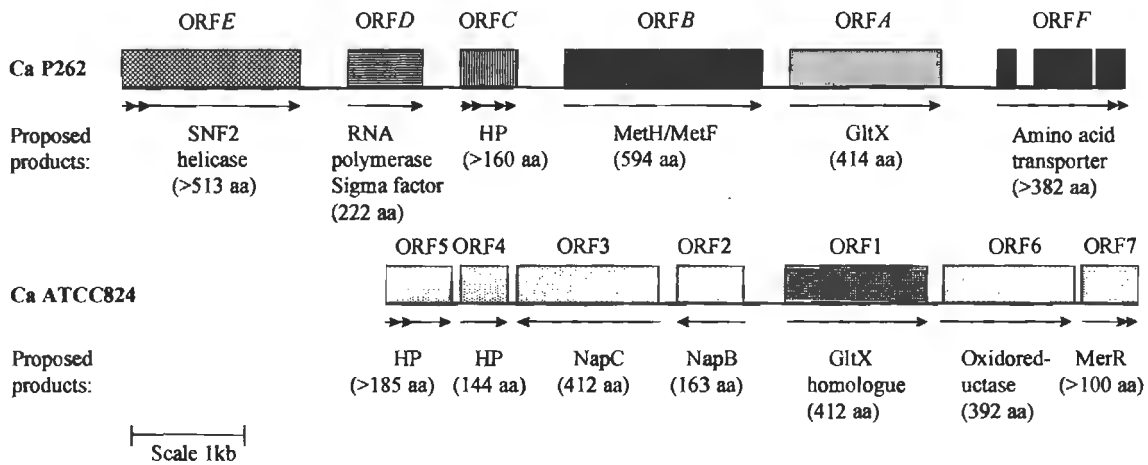 ORFE ORFD ORFC ORFB ORFA ORFF
Ca P262
Proposed products:
SNF2 helicase (>513 aa)
RNA polymerase Sigma factor (222 aa)
HP (>160 aa)
MetH/MetF (594 aa)
GltX (414 aa)
Amino acid transporter (>382 aa)
ORF5 ORF4 ORF3 ORF2 ORF1 ORF6 ORF7
Ca ATCC824
Proposed products:
HP (>185 aa)
HP (144 aa)
NapC (412 aa)
NapB (163 aa)
GltX homologue (412 aa)
Oxidored-uctase (392 aa)
MerR (>100 aa)
Scale 1kb